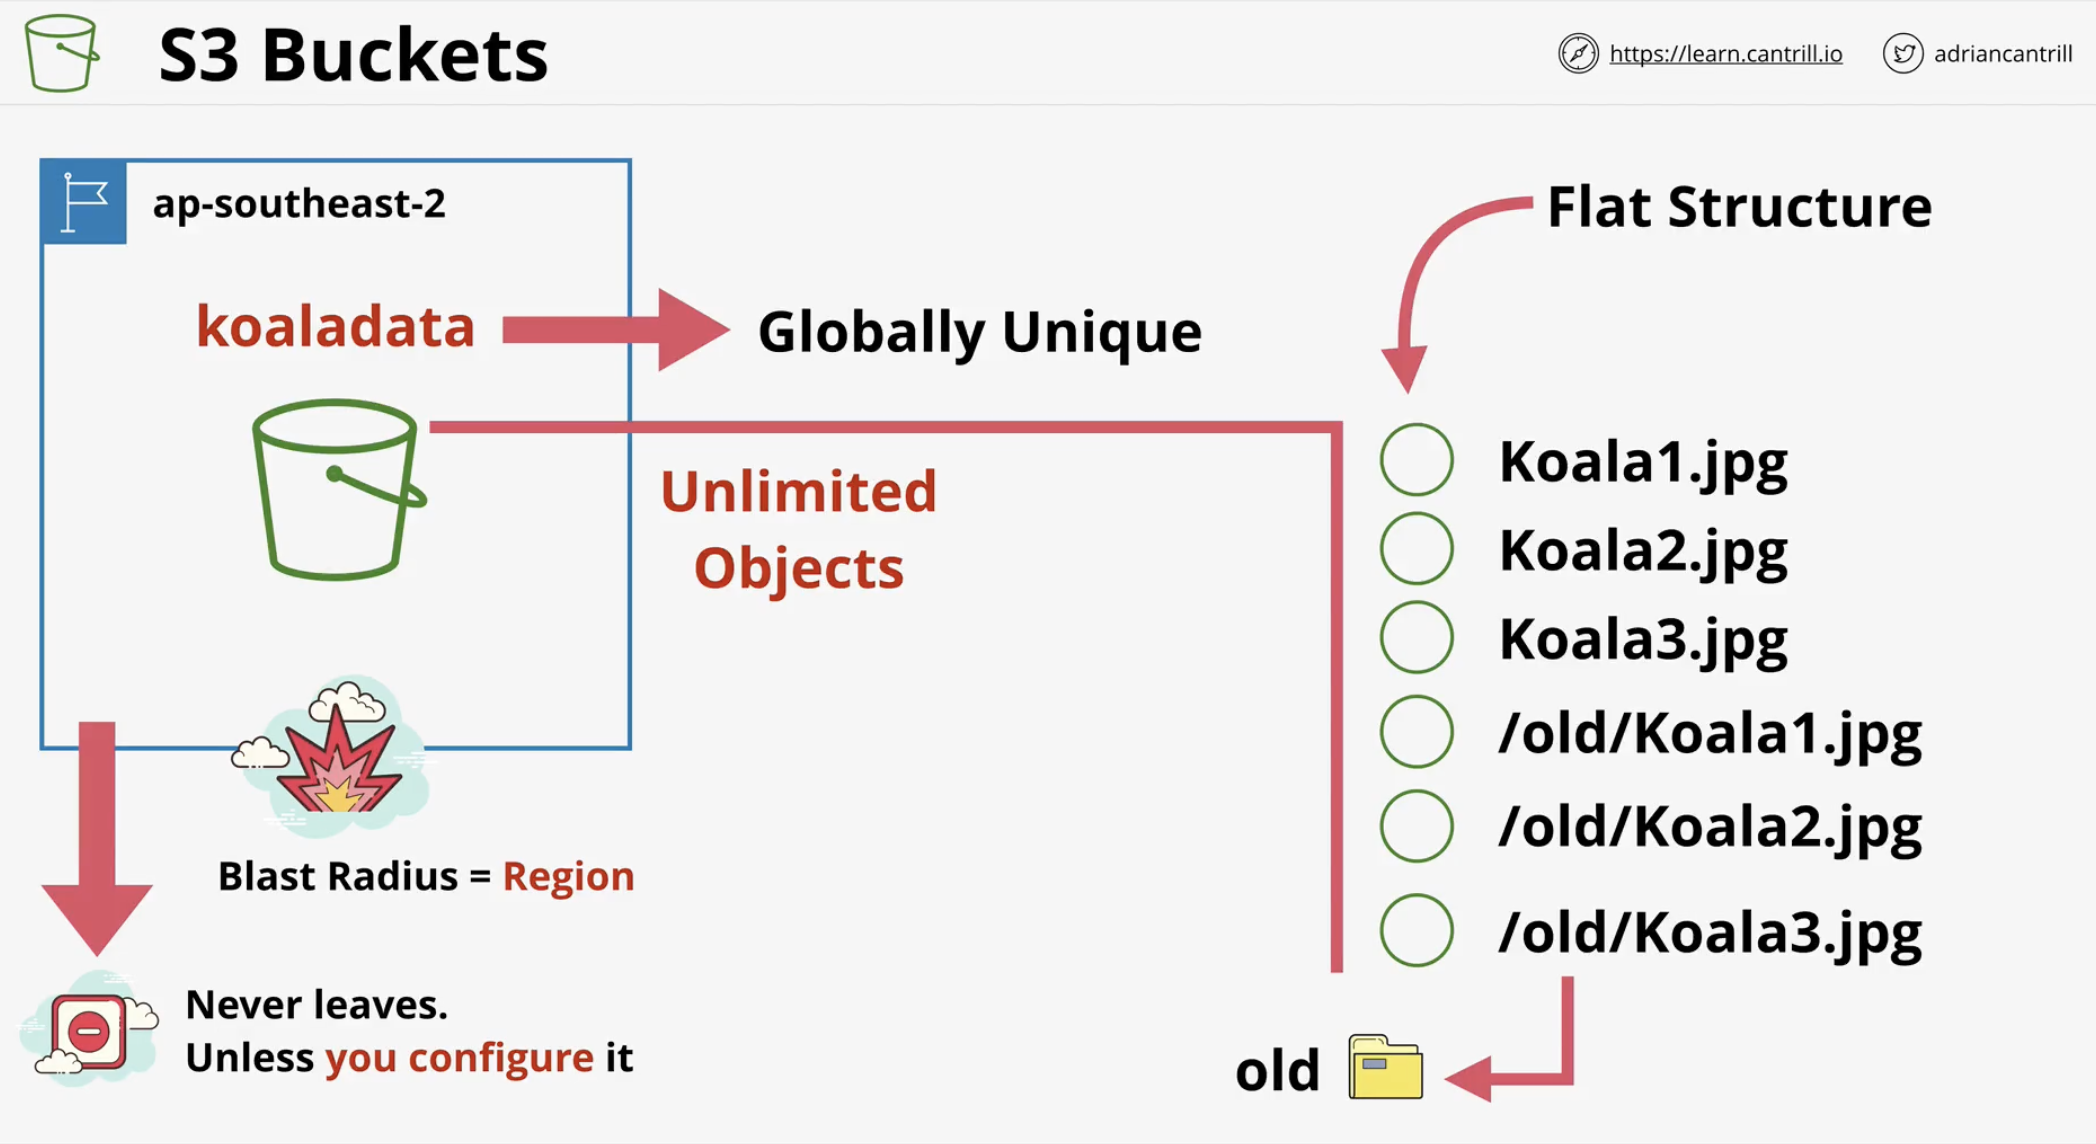 S3 Buckets
https://learn.cantrill.io
adriancantrill
ap-southeast-2
koaladata
Globally Unique
Unlimited
Objects
Blast Radius = Region
Never leaves.
Unless you configure it
Flat Structure
Koala1.jpg
Koala2.jpg
Koala3.jpg
/old/Koala1.jpg
/old/Koala2.jpg
/old/Koala3.jpg
old